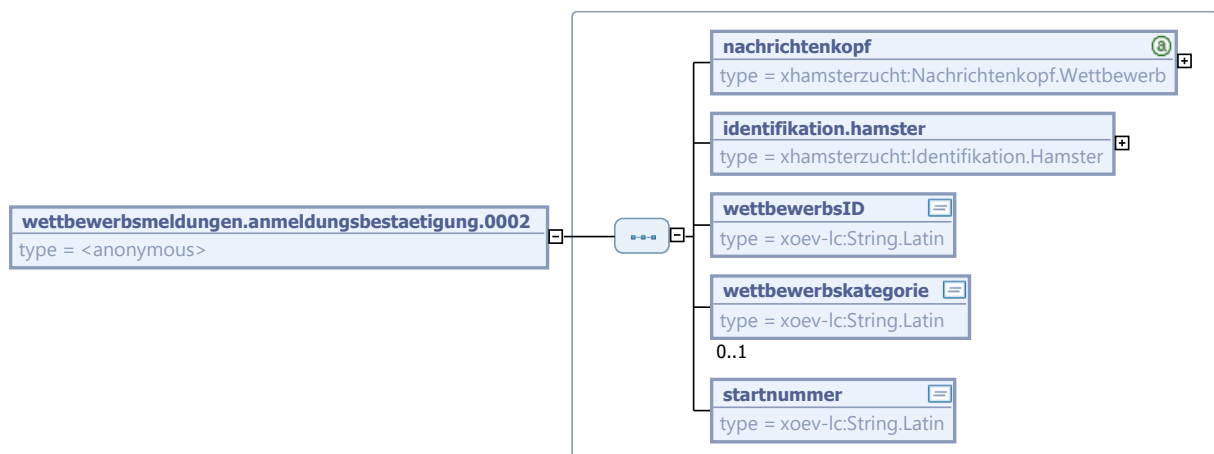 nachrichtenkopf
type = xhamsterzucht:Nachrichtenkopf.Wettbewerb
identifikation.hamster
type = xhamsterzucht:Identifikation.Hamster
wettbewerbsmeldungen.anmeldungsbestaetigung.0002
type = <anonymous>
wettbewerbsID
type = xoev-lc:String.Latin
wettbewerbskategorie
type = xoev-lc:String.Latin
0..1
startnummer
type = xoev-lc:String.Latin